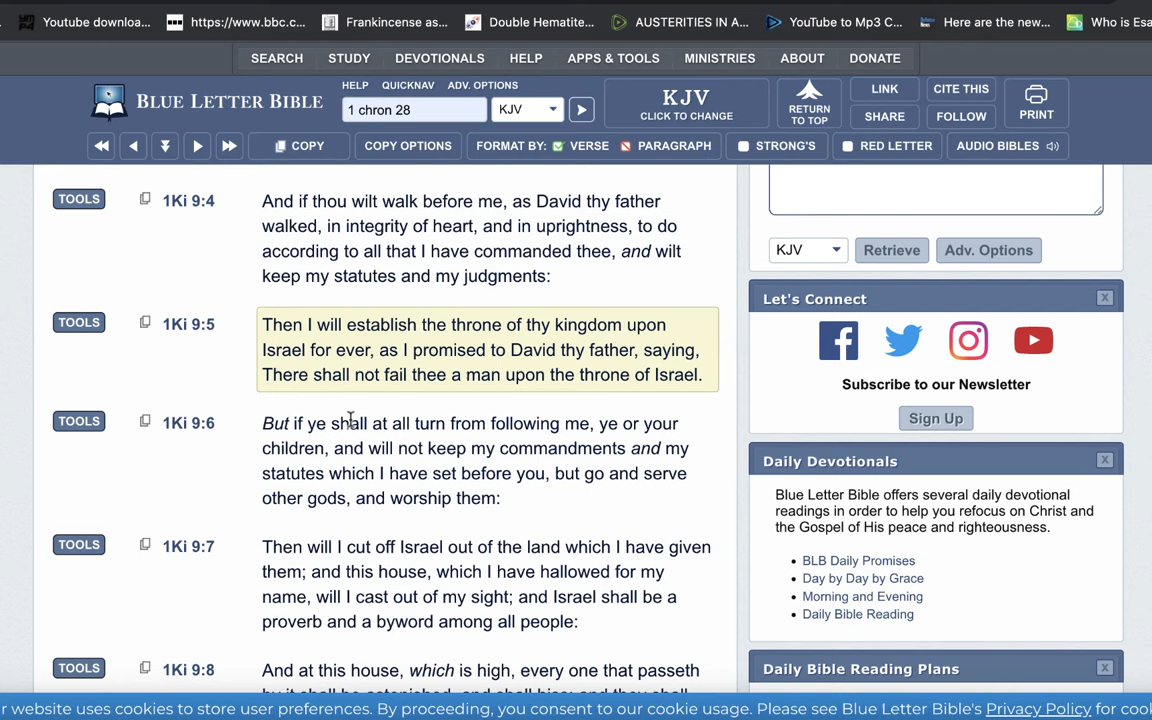 Youtube downloa...
https://www.bbc.c...
Frankincense as...
Double Hematite...
AUSTERITIES IN A...
YouTube to Mp3 C...
Here are the new...
Who is Esa
SEARCH STUDY DEVOTIONALS HELP APPS & TOOLS MINISTRIES ABOUT DONATE
BLUE LETTER BIBLE
HELP QUICKNAV ADV. OPTIONS
1 chron 28 KJV
KJV
CLICK TO CHANGE
RETURN
TO TOP
LINK
CITE THIS
SHARE
FOLLOW
PRINT
COPY COPY OPTIONS FORMAT BY: VERSE PARAGRAPH STRONG'S RED LETTER AUDIO BIBLES
TOOLS 1Ki 9:4 And if thou wilt walk before me, as David thy father
walked, in integrity of heart, and in uprightness, to do
according to all that I have commanded thee, and wilt
keep my statutes and my judgments:
TOOLS 1Ki 9:5 Then I will establish the throne of thy kingdom upon
Israel for ever, as I promised to David thy father, saying,
There shall not fail thee a man upon the throne of Israel.
TOOLS 1Ki 9:6 But if ye shall at all turn from following me, ye or your
children, and will not keep my commandments and my
statutes which I have set before you, but go and serve
other gods, and worship them:
TOOLS 1Ki 9:7 Then will I cut off Israel out of the land which I have given
them; and this house, which I have hallowed for my
name, will I cast out of my sight; and Israel shall be a
proverb and a byword among all people:
TOOLS 1Ki 9:8 And at this house, which is high, every one that passeth
by it shall be astonished, and shall hiss; and they shall
KJV Retrieve Adv. Options
Let's Connect X
Subscribe to our Newsletter
Sign Up
Daily Devotionals X
Blue Letter Bible offers several daily devotional
readings in order to help you refocus on Christ and
the Gospel of His peace and righteousness.
BLB Daily Promises
Day by Day by Grace
Morning and Evening
Daily Bible Reading
Daily Bible Reading Plans X
r website uses cookies to store user preferences. By proceeding, you consent to our cookie usage. Please see Blue Letter Bible's Privacy Policy for cook